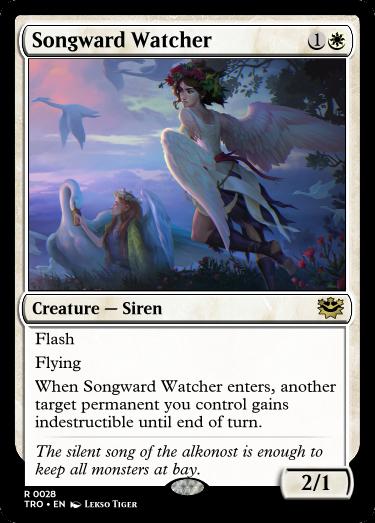 Songward Watcher 1
Creature — Siren
Flash
Flying
When Songward Watcher enters, another
target permanent you control gains
indestructible until end of turn.
The silent song of the alkonost is enough to
keep all monsters at bay.
2/1
R 0028
TRO • EN Lekso Tiger